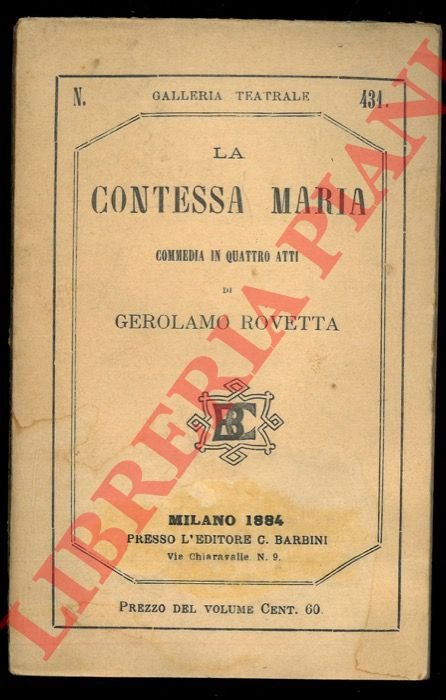 N. GALLERIA TEATRALE 431.
LA
CONTESSA MARIA
COMMEDIA IN QUATTRO ATTI
DI
GEROLAMO ROVETTA
BC
MILANO 1884
PRESSO L'EDITORE C. BARBINI
Via Chiaravalle N. 9.
PREZZO DEL VOLUME CENT. 60.
LIBRERIA PIANI